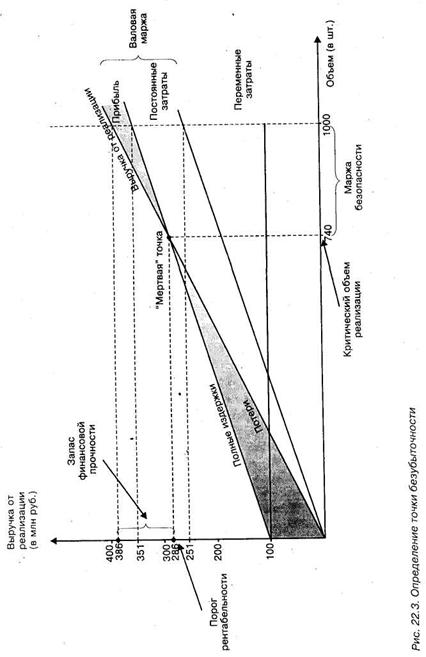 Выручка от
реализации
(в млн руб.)
Запас
финансовой
прочности
400
386
351
300
286
251
100
Порог
рентабельности
Полные издержки
Потери
"Мертвая" точка
Выручка от реализации
Прибыль
Постоянные
затраты
Валовая
маржа
Переменные
затраты
740
1000
Объем (в шт.)
Маржа
безопасности
Критический объем
реализации
Рис. 22.3. Определение точки безубыточности